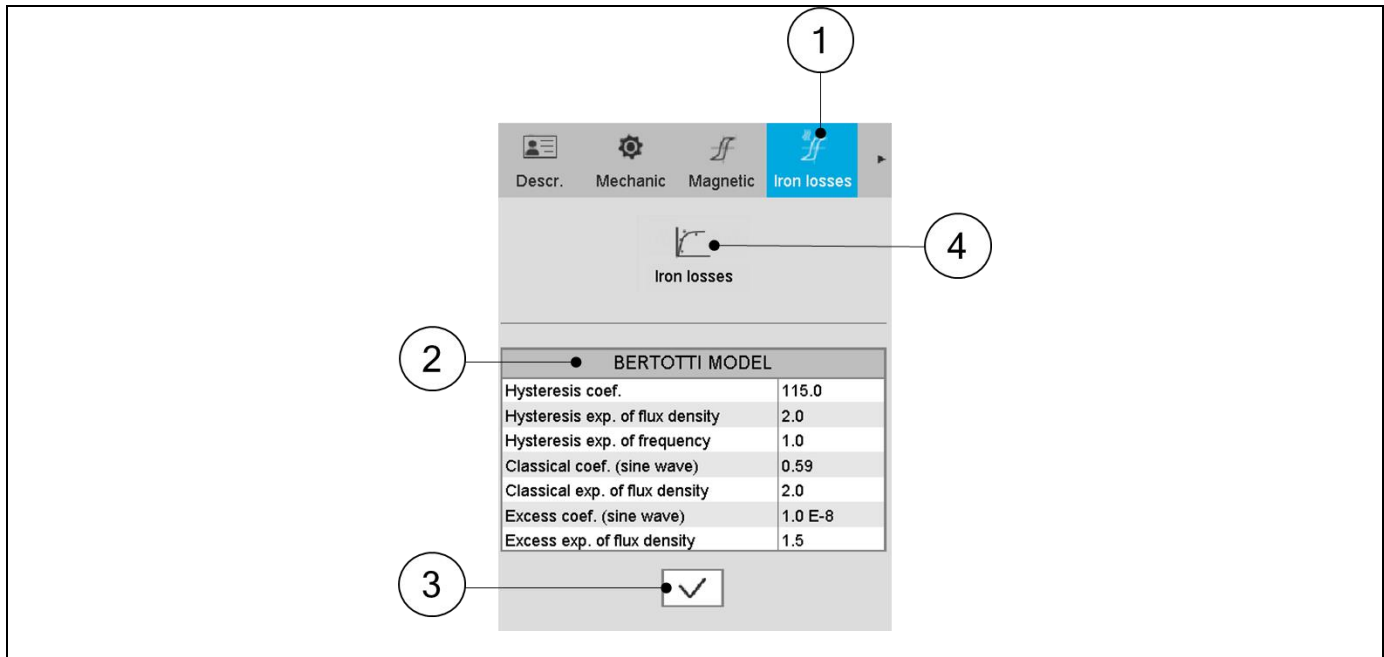 1
Descr. Mechanic Magnetic Iron losses
4
Iron losses
2
BERTOTTI MODEL
Hysteresis coef. 115.0
Hysteresis exp. of flux density 2.0
Hysteresis exp. of frequency 1.0
Classical coef. (sine wave) 0.59
Classical exp. of flux density 2.0
Excess coef. (sine wave) 1.0 E-8
Excess exp. of flux density 1.5
3